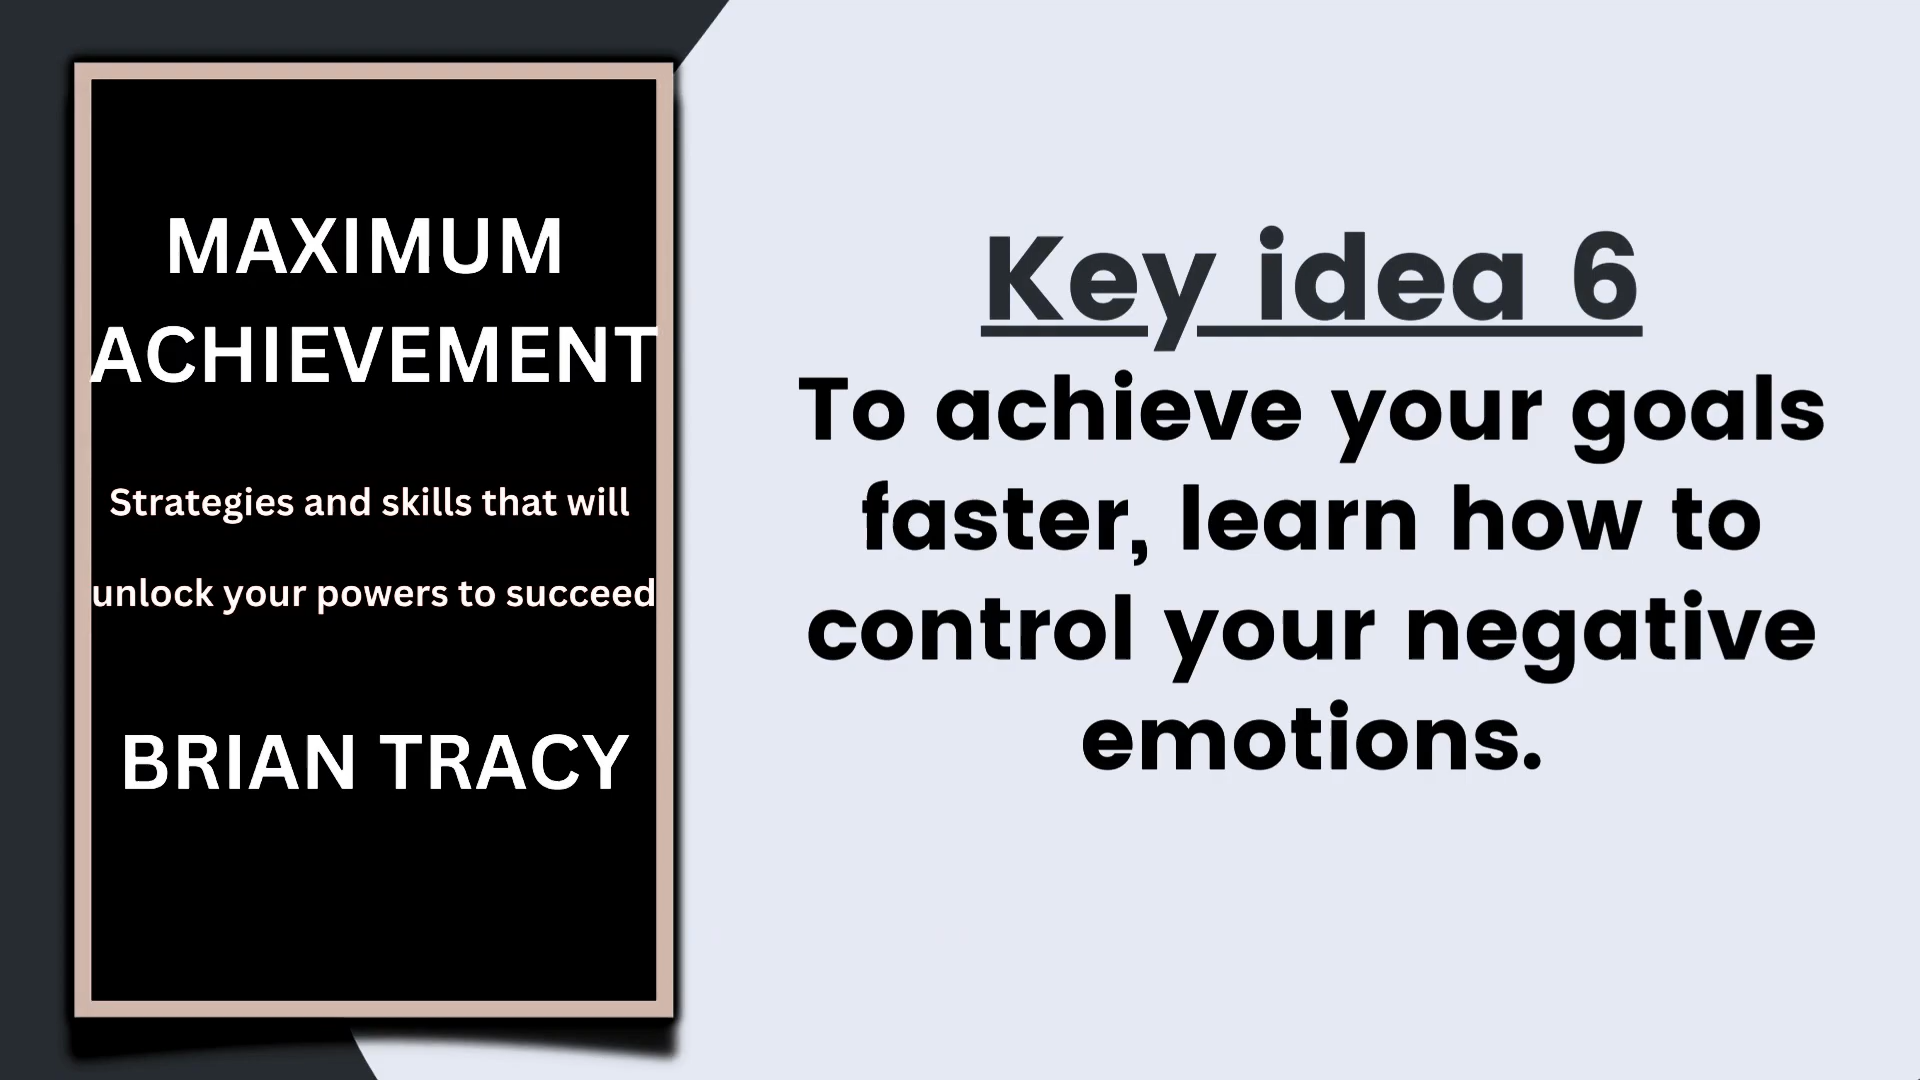 MAXIMUM
ACHIEVEMENT
Strategies and skills that will
unlock your powers to succeed
BRIAN TRACY
Key idea 6
To achieve your goals
faster, learn how to
control your negative
emotions.